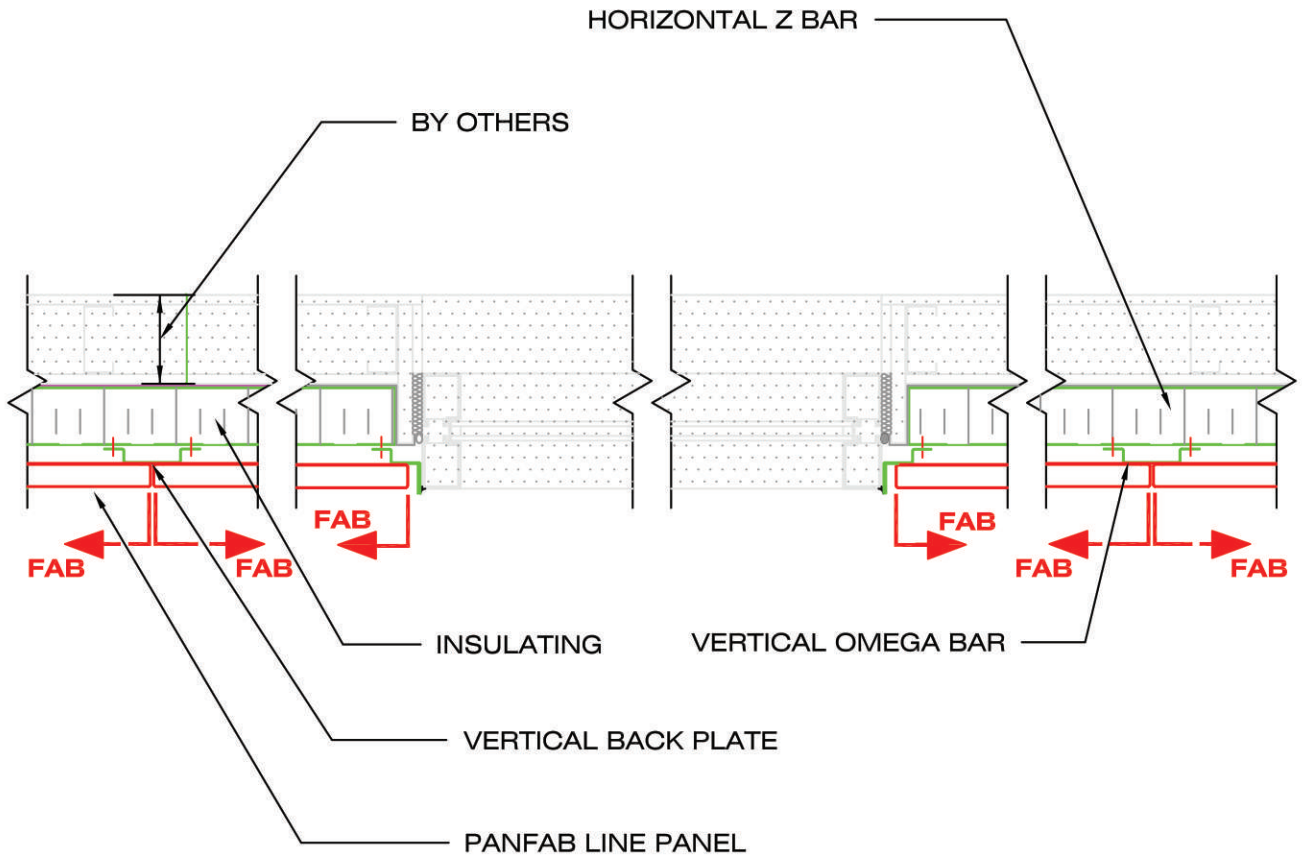 HORIZONTAL Z BAR
BY OTHERS
FAB
FAB
FAB
FAB
FAB
FAB
INSULATING
VERTICAL OMEGA BAR
VERTICAL BACK PLATE
PANFAB LINE PANEL